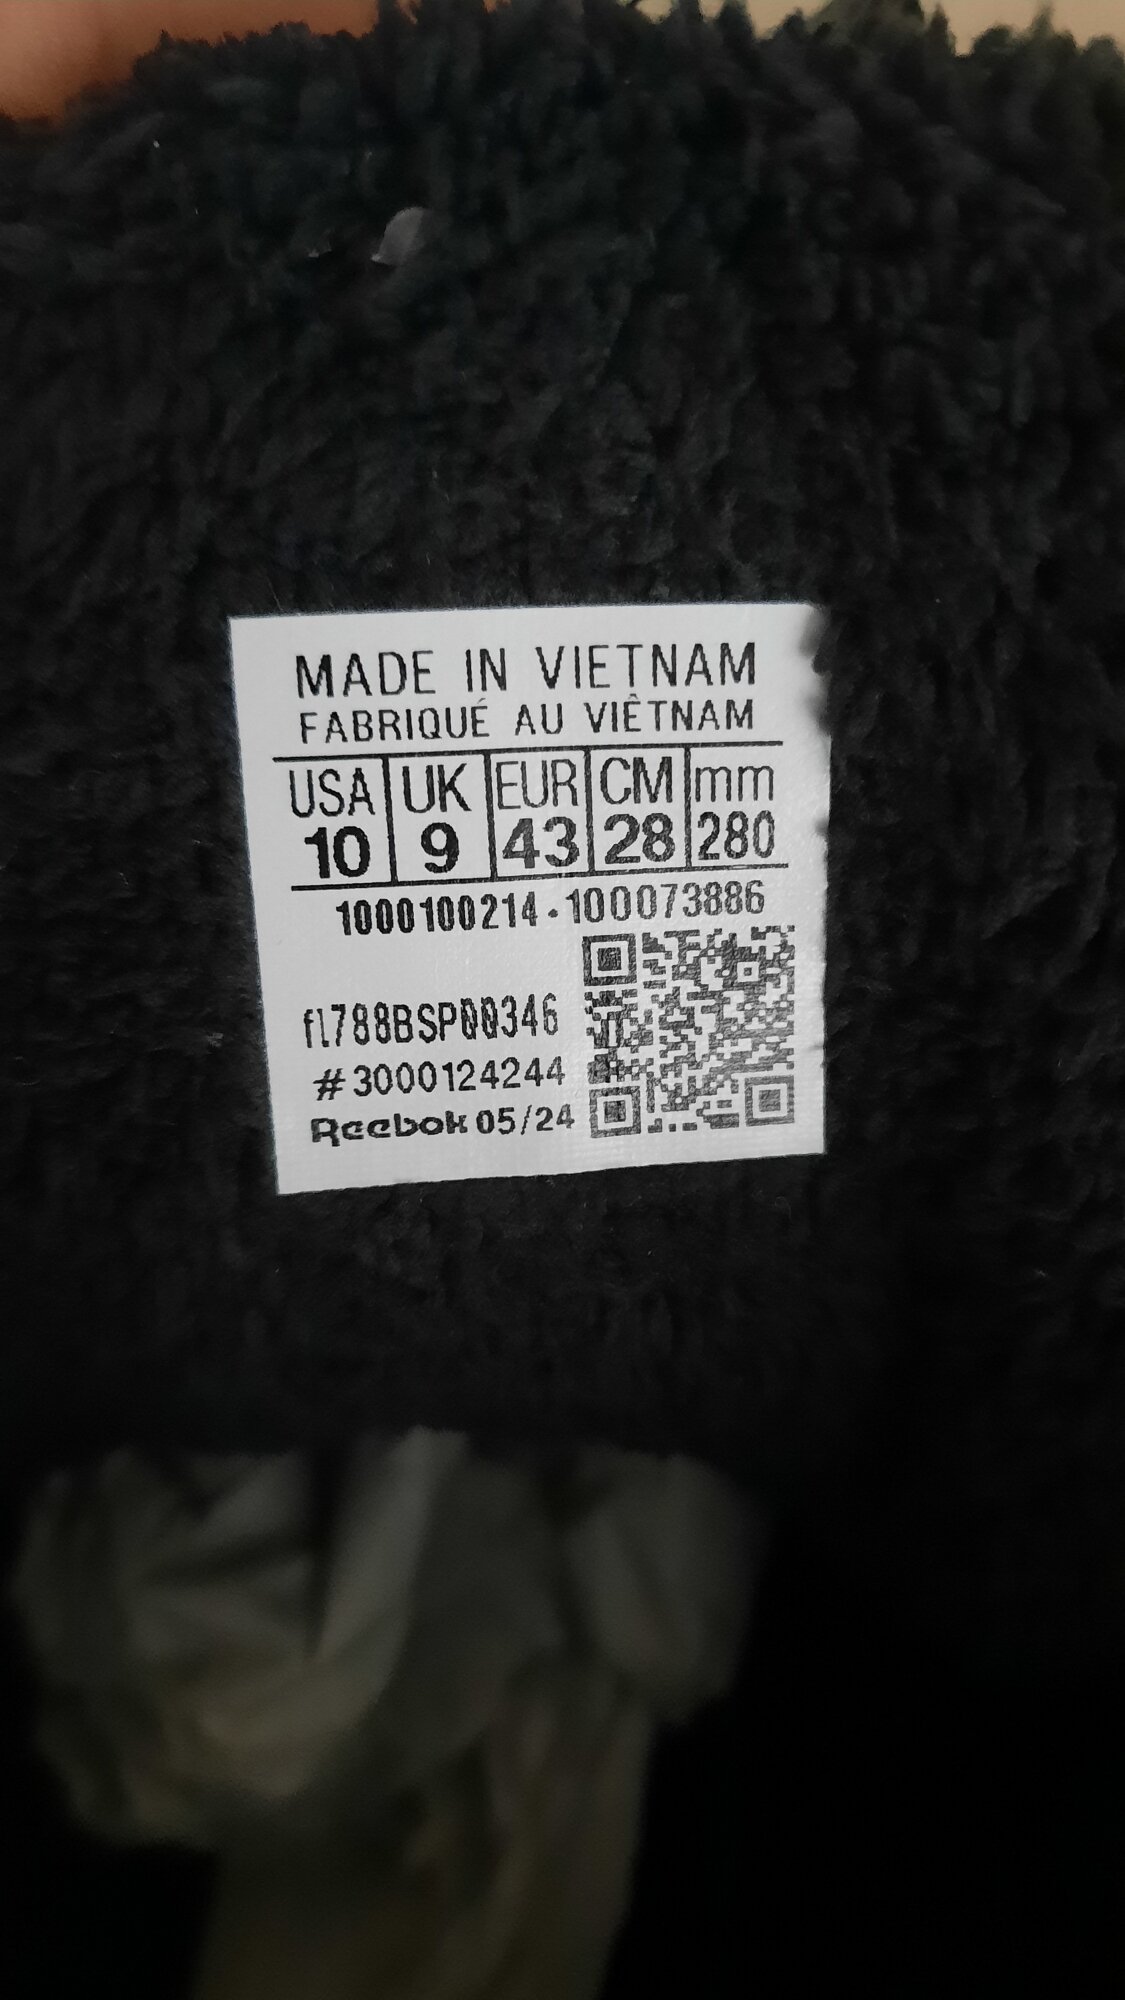 MADE IN VIETNAM
FABRIQUÉ AU VIÊTNAM
USA UK EUR CM mm
10 9 43 28 280
1000100214 · 100073886
fl788BSP00346
#3000124244
Reebok 05/24